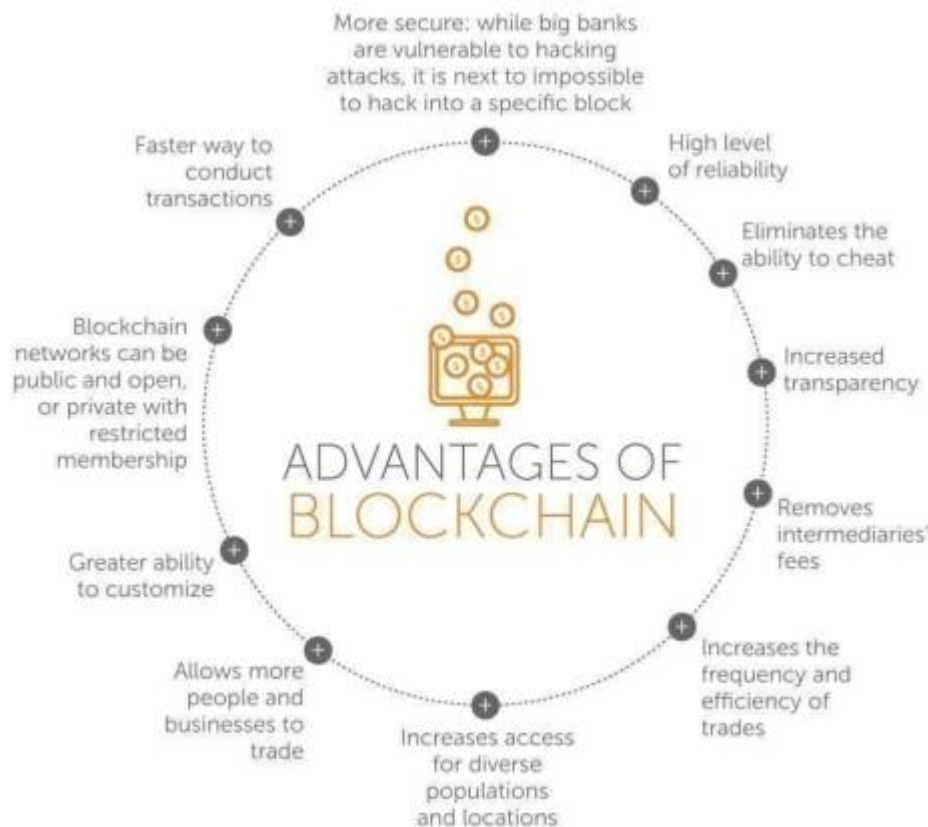 More secure: while big banks
are vulnerable to hacking
attacks, it is next to impossible
to hack into a specific block
High level
of reliability
Eliminates the
ability to cheat
Increased
transparency
Removes
intermediaries'
fees
Increases the
frequency and
efficiency of
trades
Increases access
for diverse
populations
and locations
Allows more
people and
businesses to
trade
Greater ability
to customize
Blockchain
networks can be
public and open,
or private with
restricted
membership
Faster way to
conduct
transactions
ADVANTAGES OF
BLOCKCHAIN